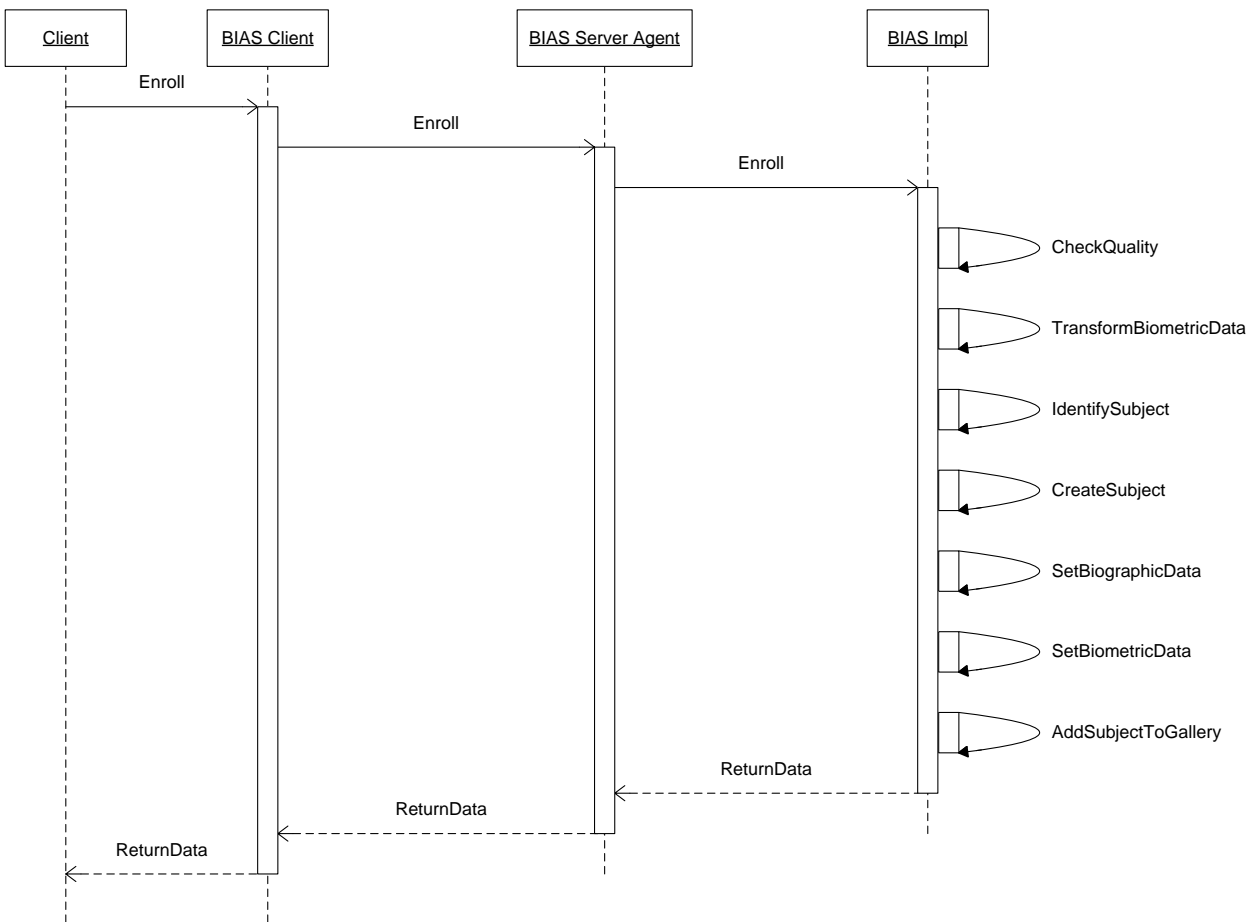 Client
BIAS Client
BIAS Server Agent
BIAS Impl
Enroll
Enroll
Enroll
CheckQuality
TransformBiometricData
IdentifySubject
CreateSubject
SetBiographicData
SetBiometricData
AddSubjectToGallery
ReturnData
ReturnData
ReturnData